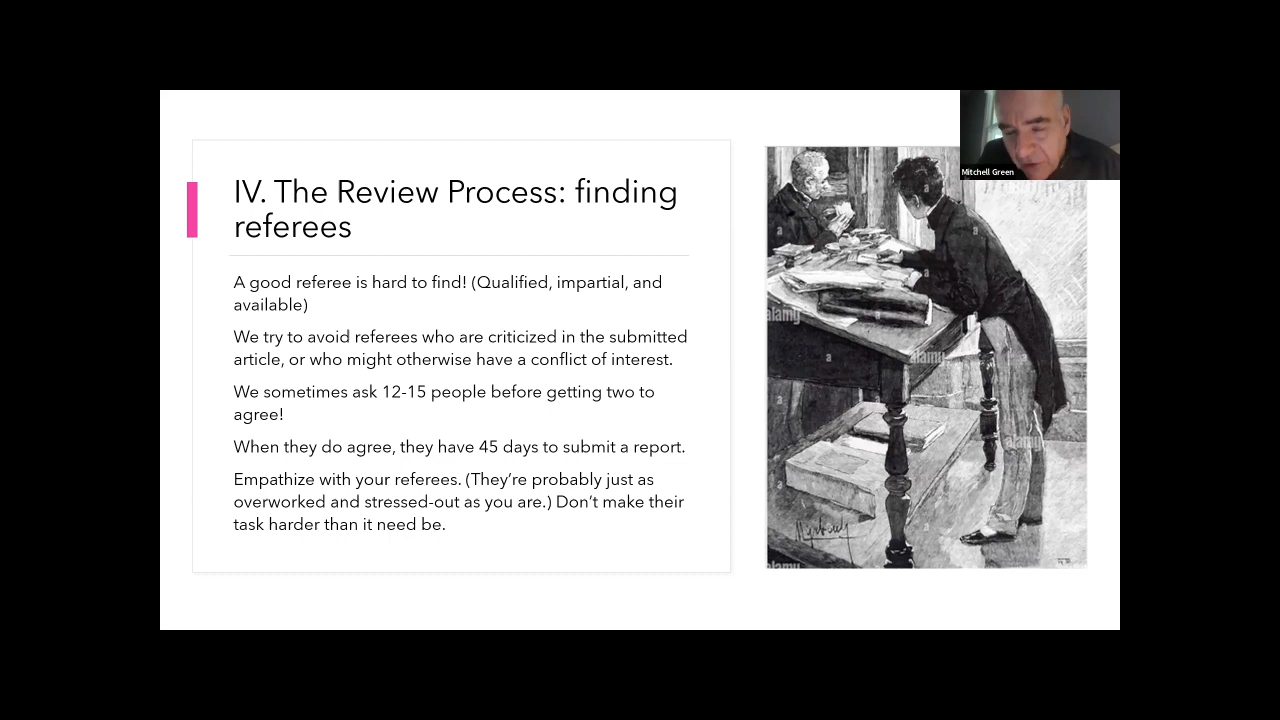 IV. The Review Process: finding
referees
A good referee is hard to find! (Qualified, impartial, and
available)
We try to avoid referees who are criticized in the submitted
article, or who might otherwise have a conflict of interest.
We sometimes ask 12-15 people before getting two to
agree!
When they do agree, they have 45 days to submit a report.
Empathize with your referees. (They’re probably just as
overworked and stressed-out as you are.) Don’t make their
task harder than it need be.
Mitchell Green
a
a
a
alamy
a
a
alamy
a
a
a
alamy
a
a
alamy